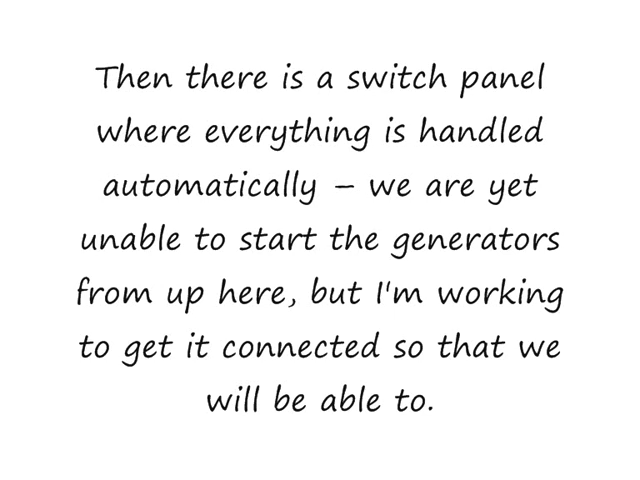 Then there is a switch panel
where everything is handled
automatically – we are yet
unable to start the generators
from up here, but I'm working
to get it connected so that we
will be able to.